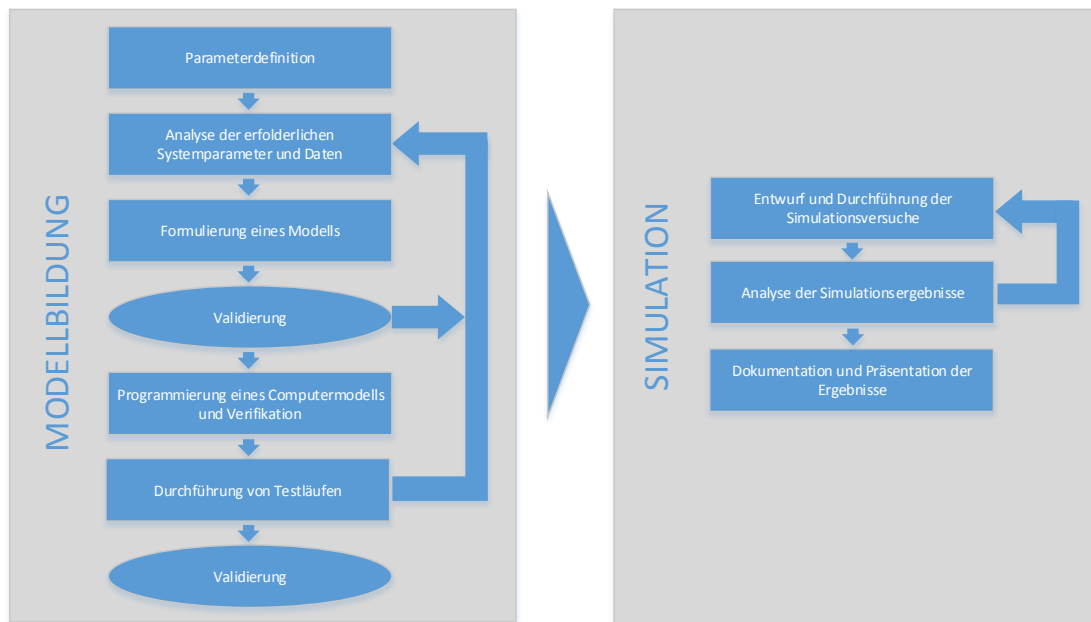 MODELLBILDUNG
Parameterdefinition
Analyse der erfolderlichen
Systemparameter und Daten
Formulierung eines Modells
Validierung
Programmierung eines Computermodells
und Verifikation
Durchführung von Testläufen
Validierung
SIMULATION
Entwurf und Durchführung der
Simulationsversuche
Analyse der Simulationsergebnisse
Dokumentation und Präsentation der
Ergebnisse